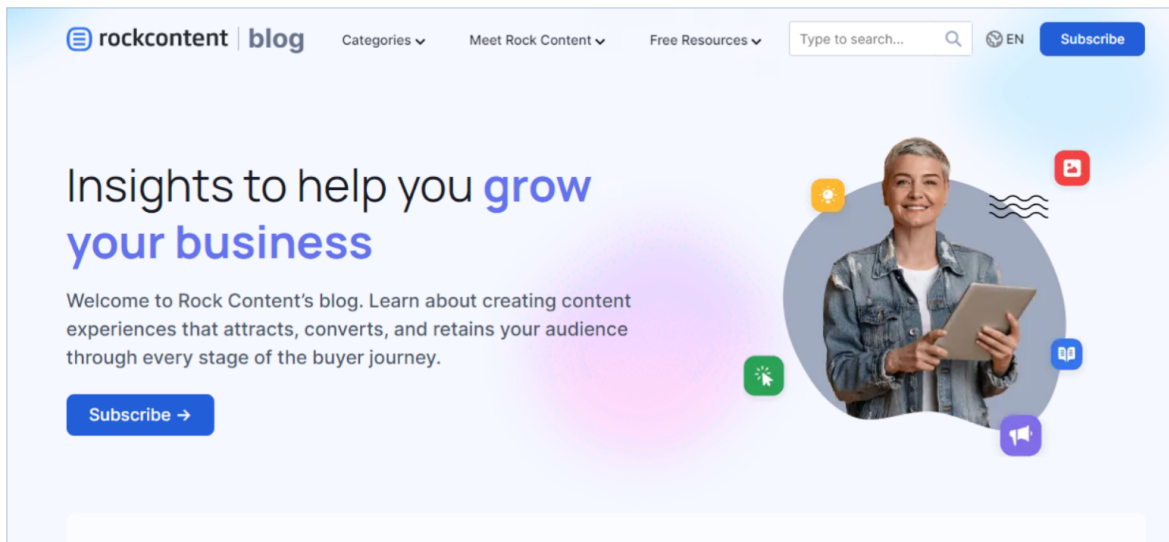 rockcontent | blog
Categories
Meet Rock Content
Free Resources
Type to search...
EN
Subscribe
Insights to help you grow
your business
Welcome to Rock Content's blog. Learn about creating content
experiences that attracts, converts, and retains your audience
through every stage of the buyer journey.
Subscribe →